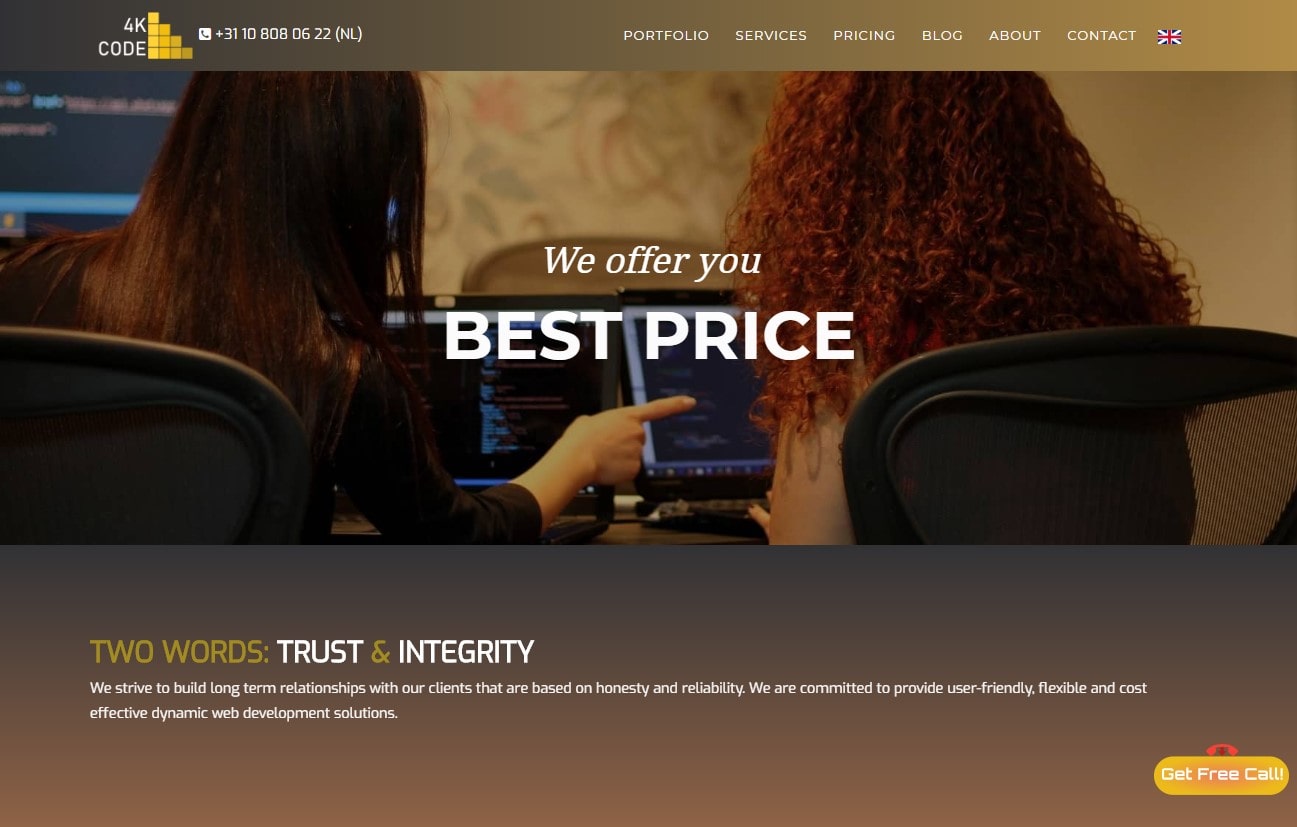 4K
CODE
+31 10 808 06 22 (NL)
PORTFOLIO SERVICES PRICING BLOG ABOUT CONTACT
We offer you
BEST PRICE
TWO WORDS: TRUST & INTEGRITY
We strive to build long term relationships with our clients that are based on honesty and reliability. We are committed to provide user-friendly, flexible and cost
effective dynamic web development solutions.
Get Free Call!